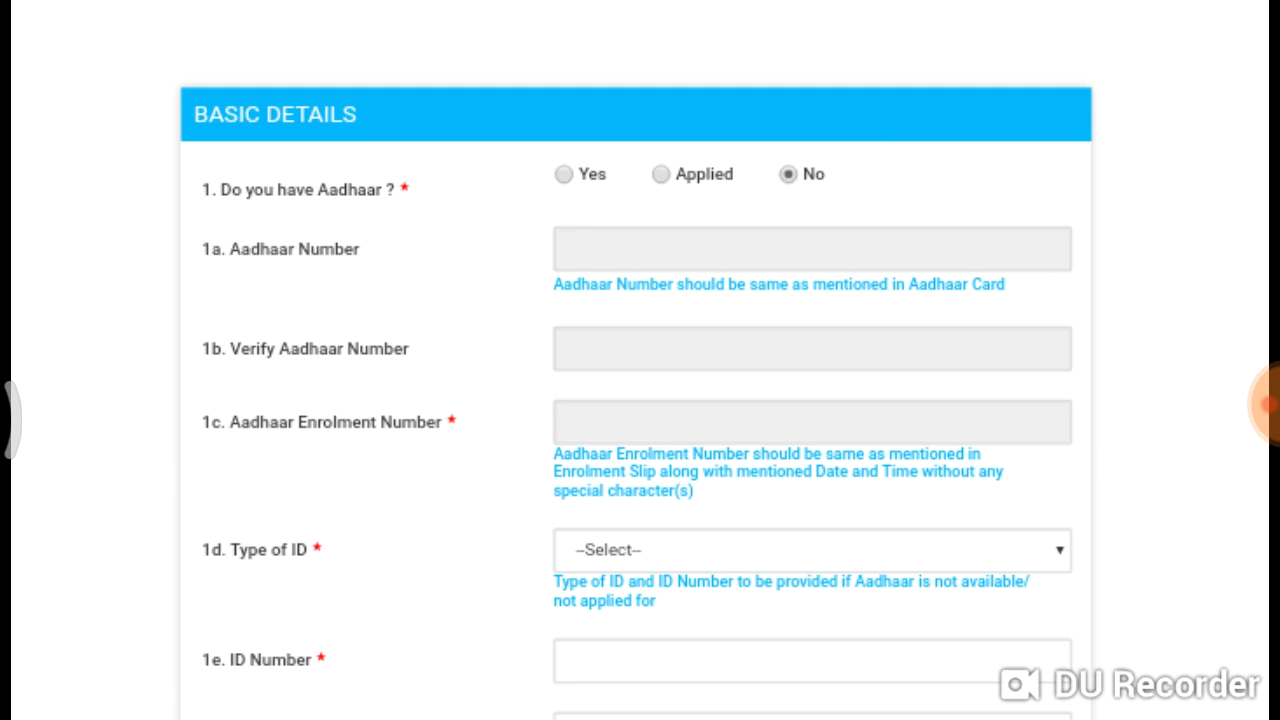 BASIC DETAILS
1. Do you have Aadhaar ? *
Yes
Applied
No
1a. Aadhaar Number
Aadhaar Number should be same as mentioned in Aadhaar Card
1b. Verify Aadhaar Number
1c. Aadhaar Enrolment Number *
Aadhaar Enrolment Number should be same as mentioned in
Enrolment Slip along with mentioned Date and Time without any
special character(s)
1d. Type of ID *
--Select--
Type of ID and ID Number to be provided if Aadhaar is not available/
not applied for
1e. ID Number *
DU Recorder